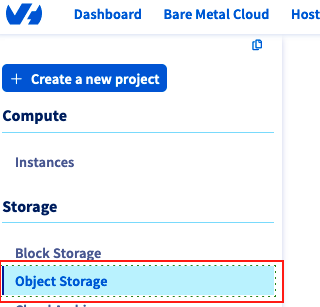 Dashboard Bare Metal Cloud Host
+ Create a new project
Compute
Instances
Storage
Block Storage
Object Storage